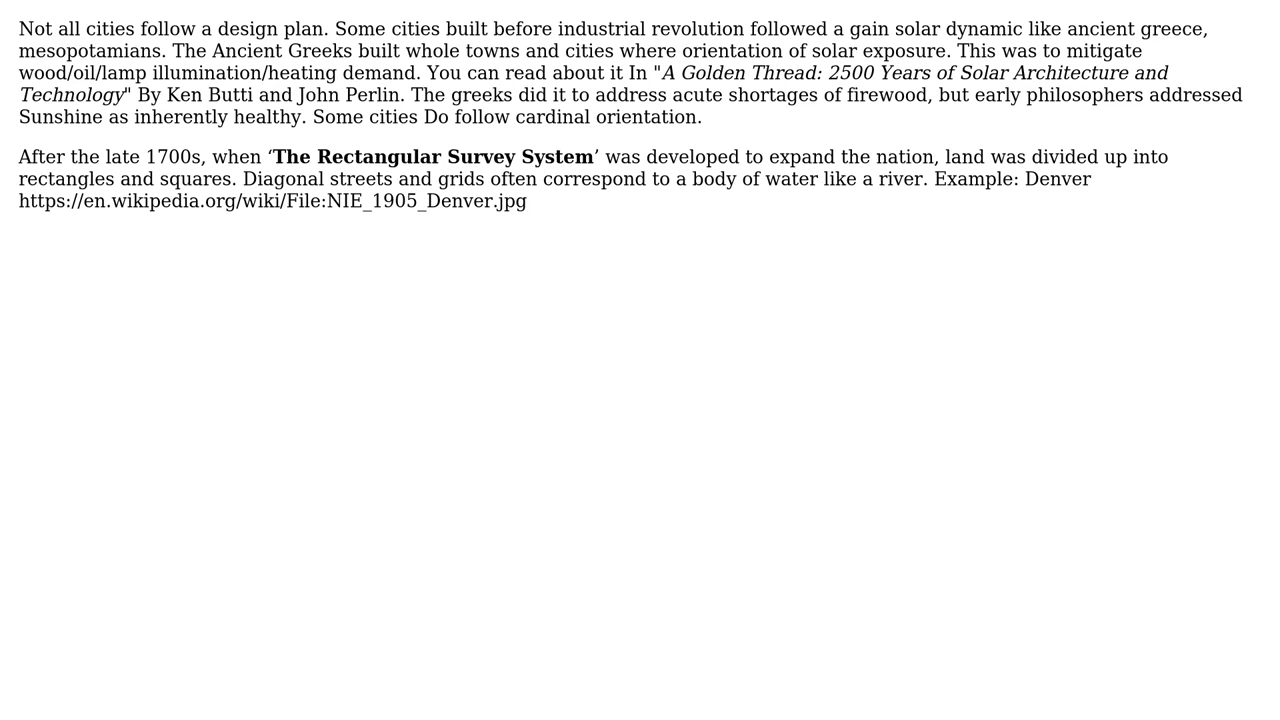 Not all cities follow a design plan. Some cities built before industrial revolution followed a gain solar dynamic like ancient greece,
mesopotamians. The Ancient Greeks built whole towns and cities where orientation of solar exposure. This was to mitigate
wood/oil/lamp illumination/heating demand. You can read about it In "A Golden Thread: 2500 Years of Solar Architecture and
Technology" By Ken Butti and John Perlin. The greeks did it to address acute shortages of firewood, but early philosophers addressed
Sunshine as inherently healthy. Some cities Do follow cardinal orientation.
After the late 1700s, when ‘The Rectangular Survey System’ was developed to expand the nation, land was divided up into
rectangles and squares. Diagonal streets and grids often correspond to a body of water like a river. Example: Denver
https://en.wikipedia.org/wiki/File:NIE_1905_Denver.jpg